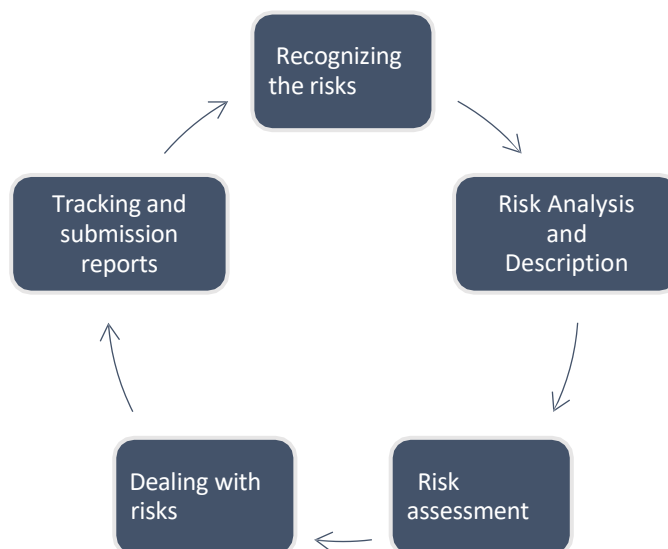 Recognizing
the risks
Risk Analysis
and
Description
Risk
assessment
Dealing with
risks
Tracking and
submission
reports